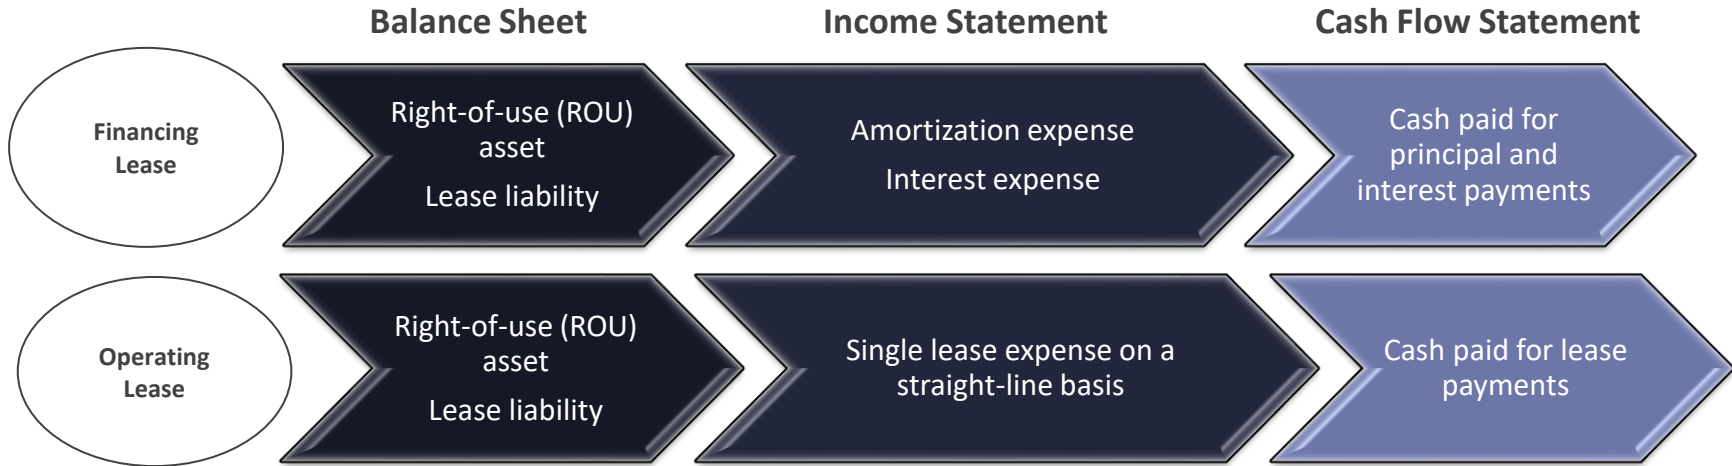 Balance Sheet
Income Statement
Cash Flow Statement
Financing
Lease
Right-of-use (ROU)
asset
Lease liability
Amortization expense
Interest expense
Cash paid for
principal and
interest payments
Operating
Lease
Right-of-use (ROU)
asset
Lease liability
Single lease expense on a
straight-line basis
Cash paid for lease
payments